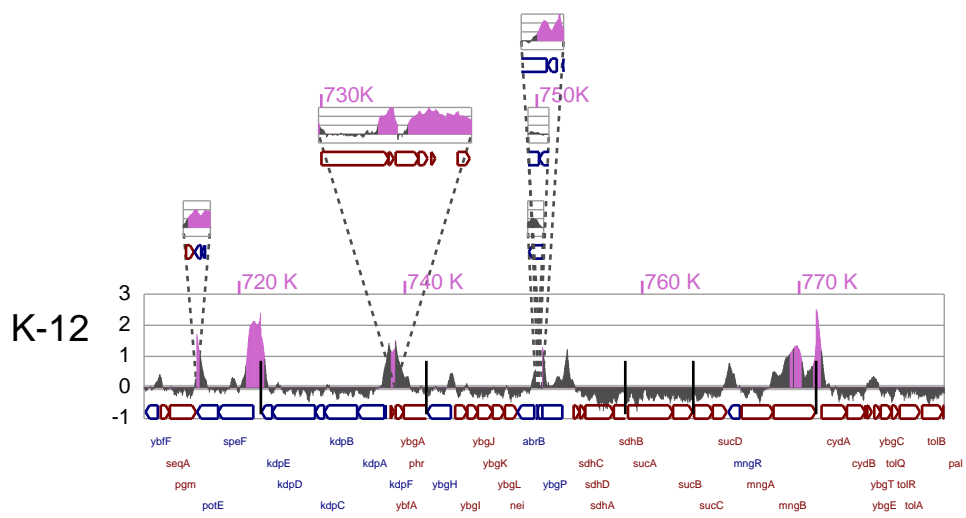 730K
750K
720 K
740 K
760 K
770 K
3
2
1
0
-1
K-12
ybfF speF kdpB ybgA ybgJ abrB sdhB sucD cydA ybgC tolB
seqA kdpE kdpA phr ybgK sdhC sucA mngR cydB tolQ pal
pgm kdpD kdpF ybgH ybgL ybgP sdhD sucB mngA ybgT tolR
potE kdpC ybfA ybgI nei sdhA sucC mngB ybgE tolA